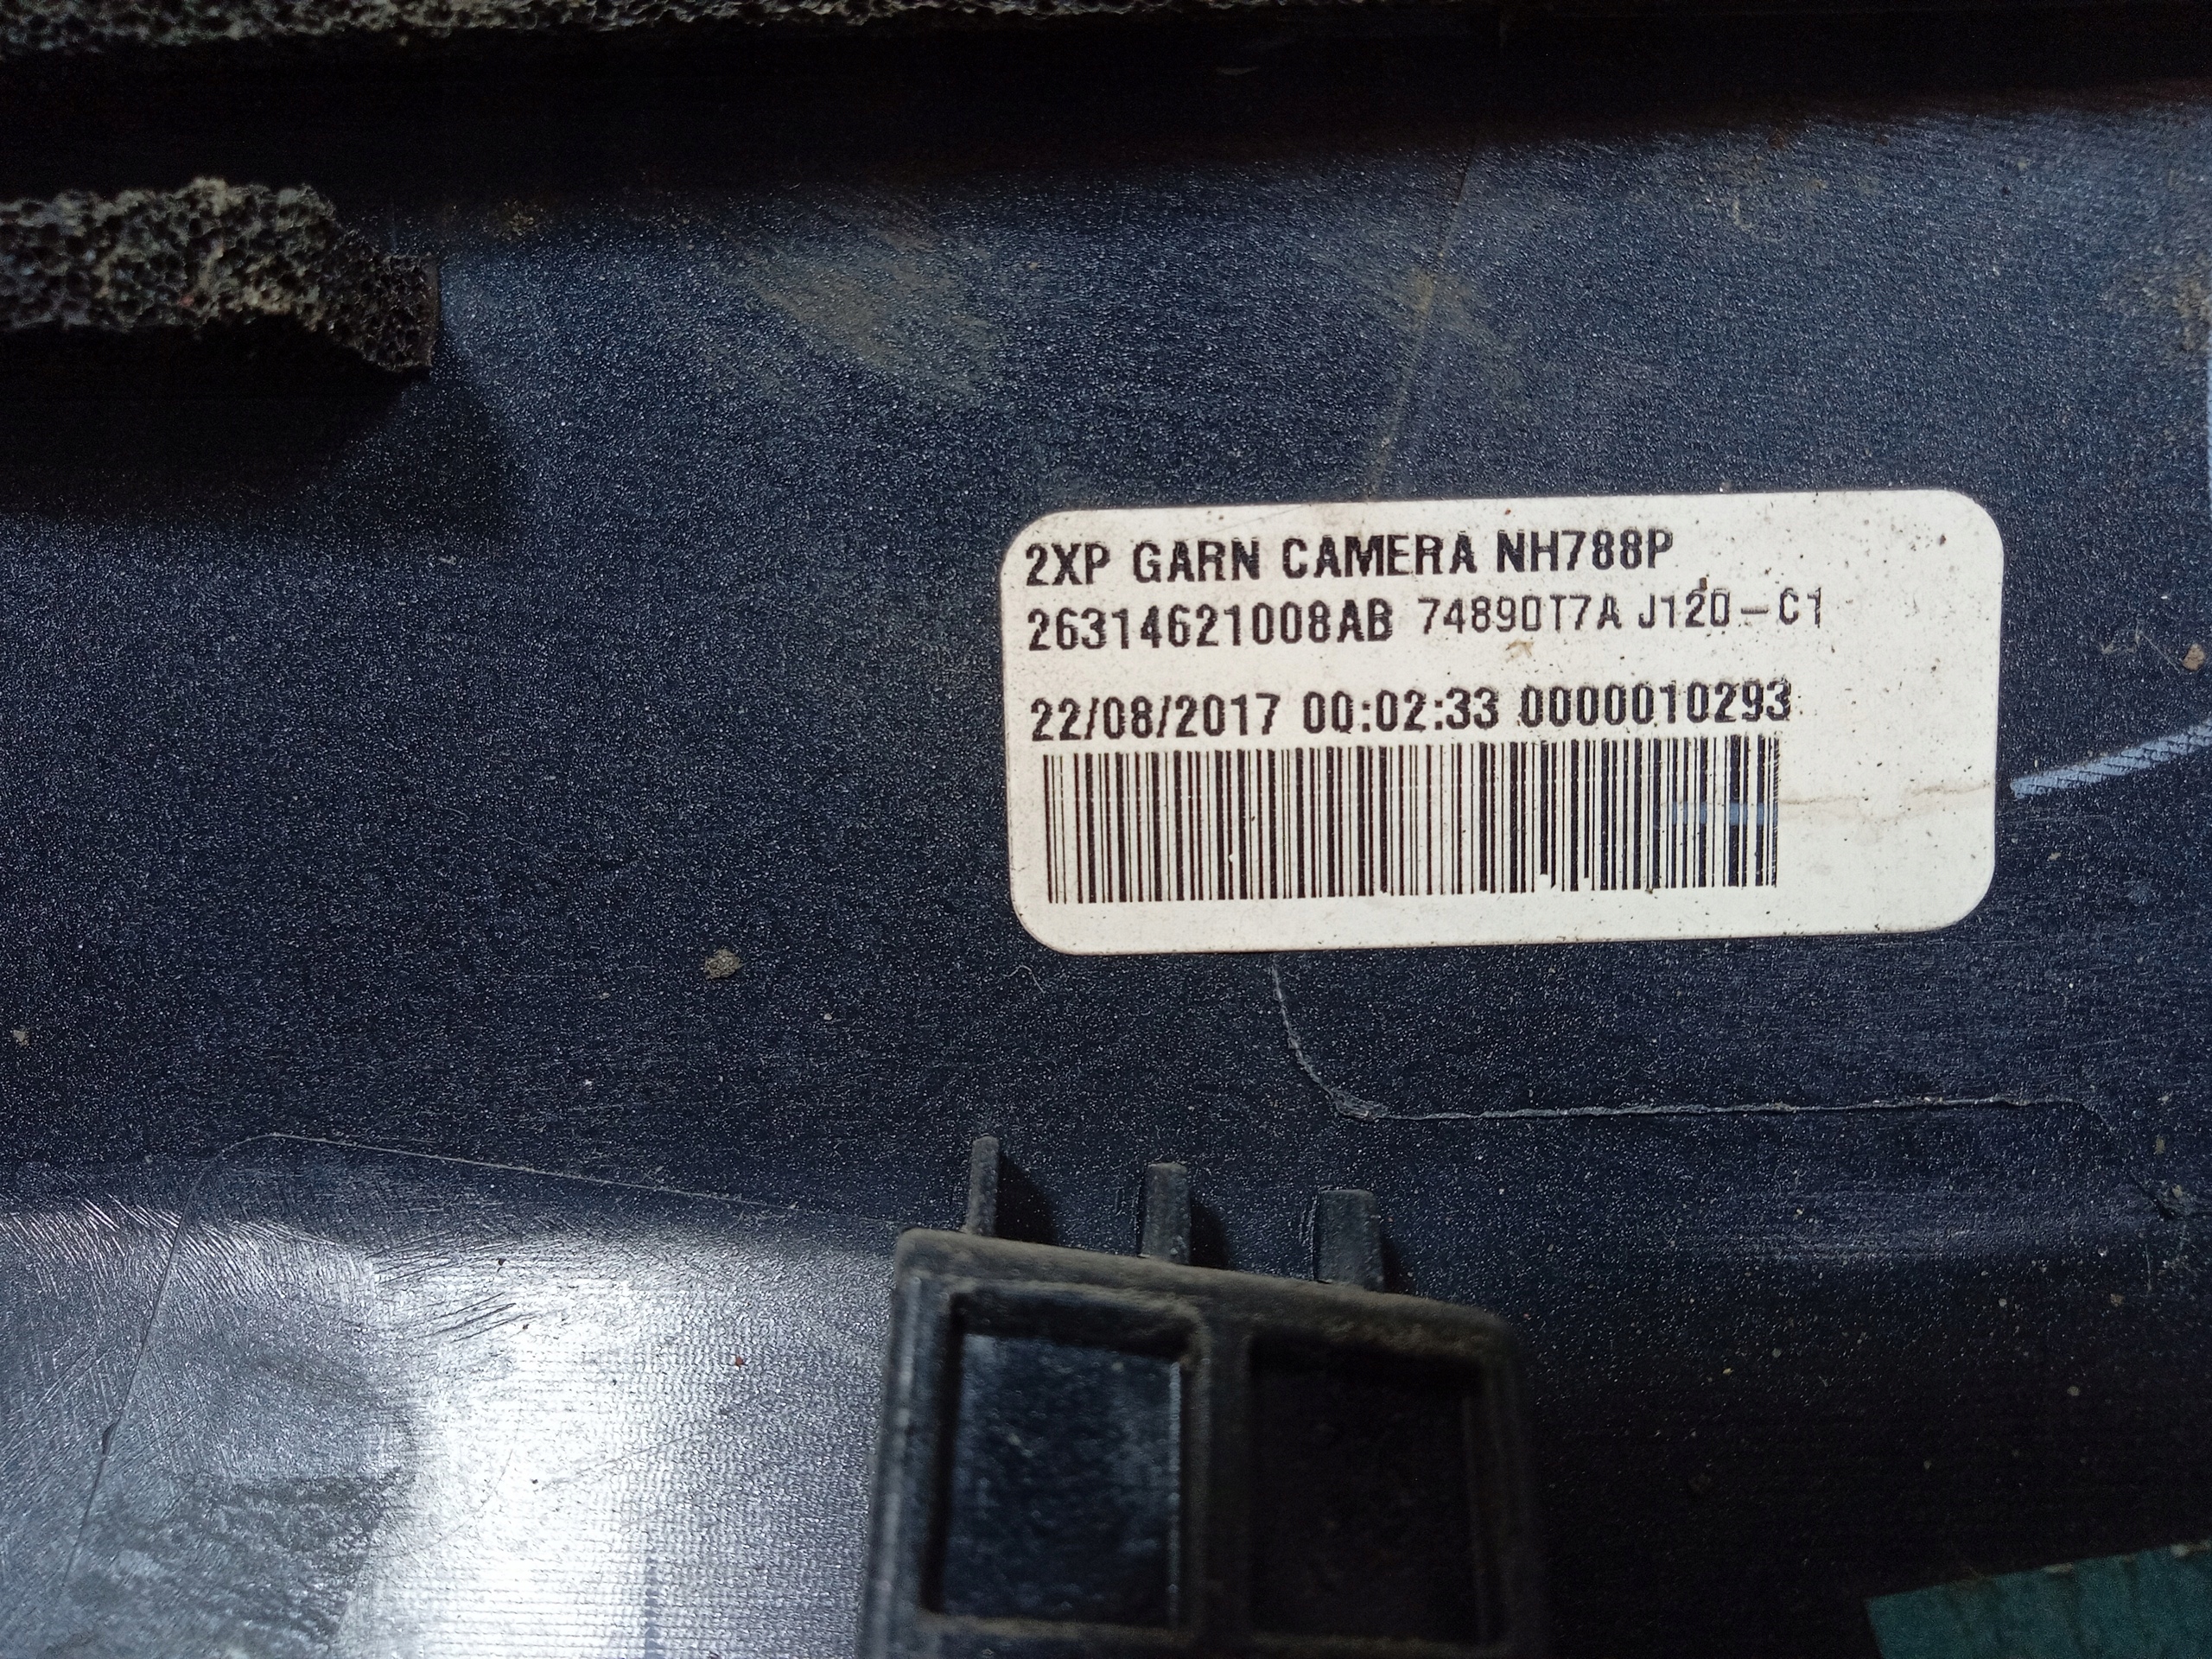 2XP GARN CAMERA NH788P
26314621008AB 74890T7A J120-C1
22/08/2017 00:02:33 0000010293